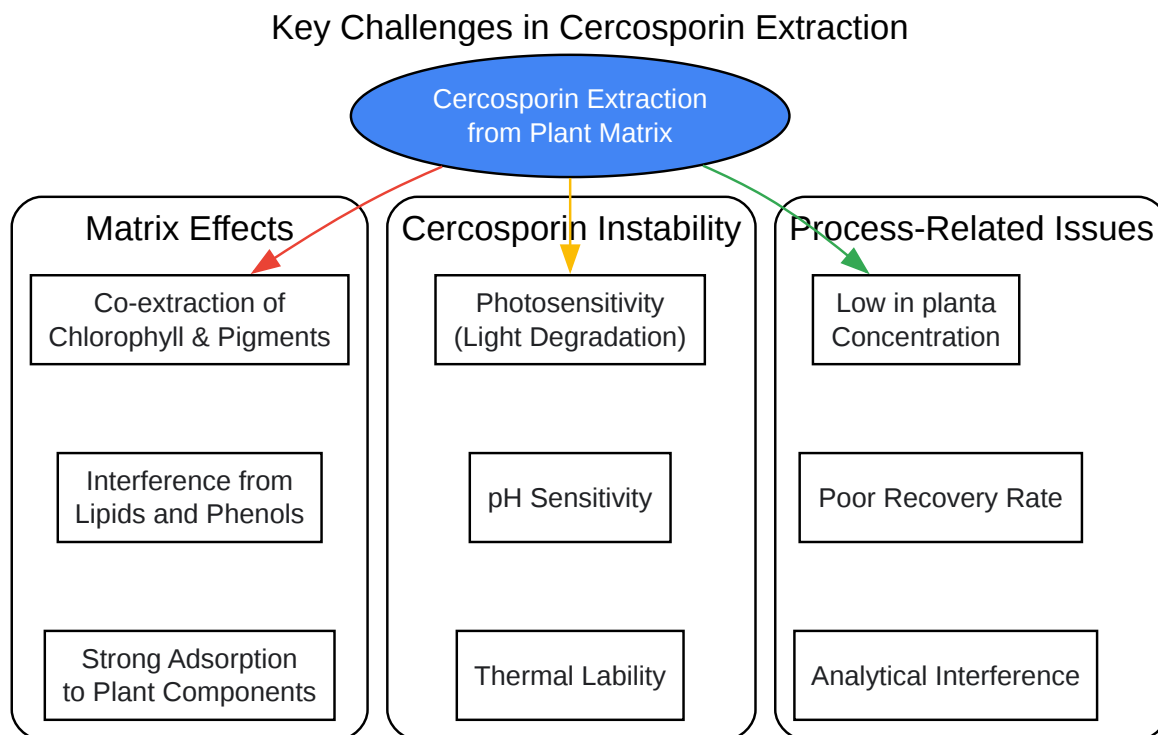 Key Challenges in Cercosporin Extraction
Cercosporin Extraction
from Plant Matrix
Matrix Effects
Co-extraction of
Chlorophyll & Pigments
Interference from
Lipids and Phenols
Strong Adsorption
to Plant Components
Cercosporin Instability
Photosensitivity
(Light Degradation)
pH Sensitivity
Thermal Lability
Process-Related Issues
Low in planta
Concentration
Poor Recovery Rate
Analytical Interference